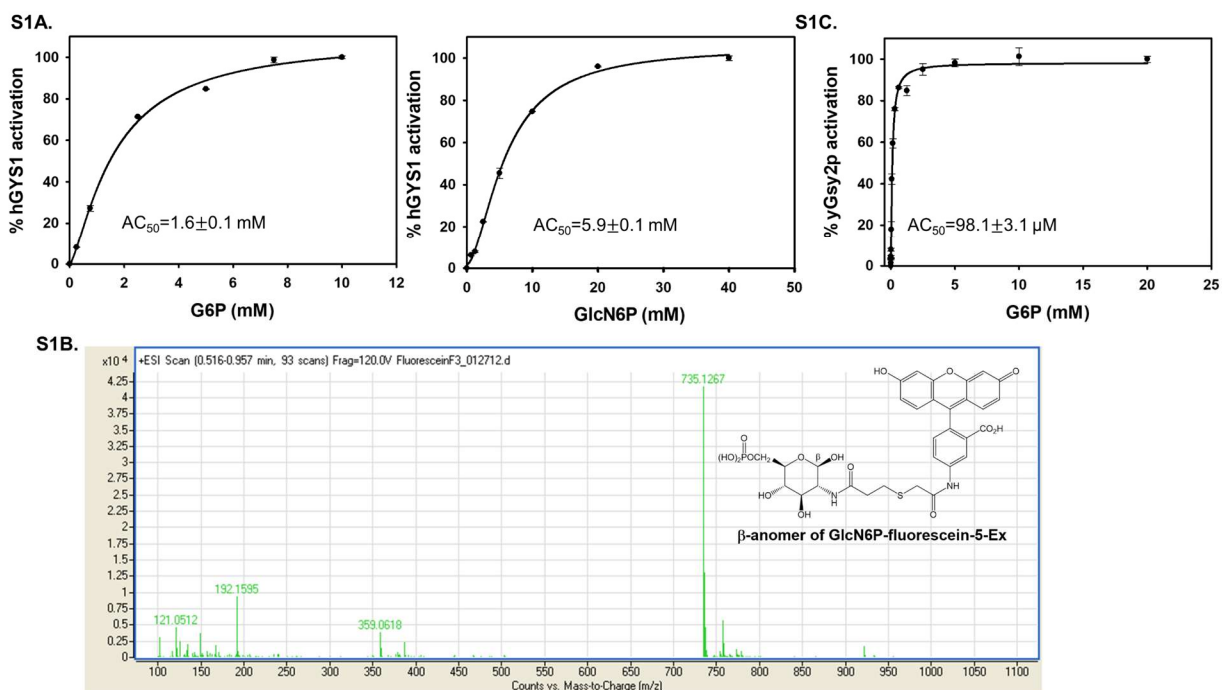 S1A.
S1C.
% hGYS1 activation
100
80
60
40
20
0
AC50=1.6±0.1 mM
0 2 4 6 8 10 12
G6P (mM)
% hGYS1 activation
100
80
60
40
20
0
AC50=5.9±0.1 mM
0 10 20 30 40 50
GlcN6P (mM)
% yGsy2p activation
100
80
60
40
20
0
AC50=98.1±3.1 μM
0 5 10 15 20 25
G6P (mM)
S1B.
x10 4
+ESI Scan (0.516-0.957 min, 93 scans) Frag=120.0V FluoresceinF3_012712.d
4.25
4
3.75
3.5
3.25
3
2.75
2.5
2.25
2
1.75
1.5
1.25
1
0.75
0.5
0.25
0
735.1267
192.1595
121.0512
359.0618
HO
O
O
CO2H
O
(HO)2POCH2
O
β
OH
HO
OH
N
H
O
S
O
NH
β-anomer of GlcN6P-fluorescein-5-Ex
100 150 200 250 300 350 400 450 500 550 600 650 700 750 800 850 900 950 1000 1050 1100
Counts vs. Mass-to-Charge (m/z)